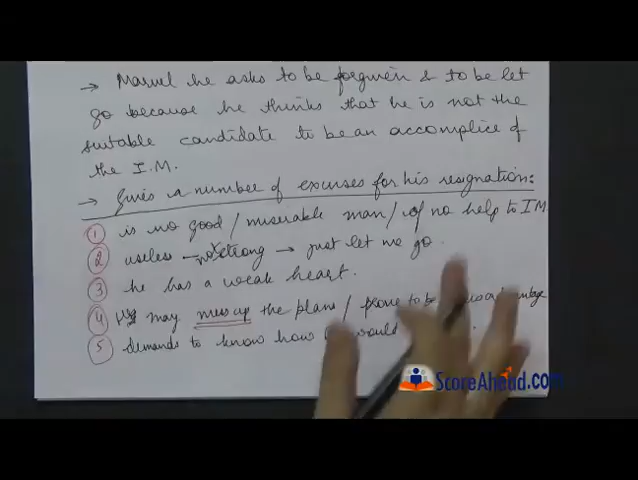 → Marvel he asks to be forgiven & to be let
go because he thinks that he is not the
suitable candidate to be an accomplice of
the I.M.
→ Gives a number of excuses for his resignation:
① is no good / miserable man / of no help to I.M.
② useless - not strong → just let me go.
③ he has a weak heart.
④ He may mess up the plans / prove to be
⑤ demands to know how would
ScoreAhead.com